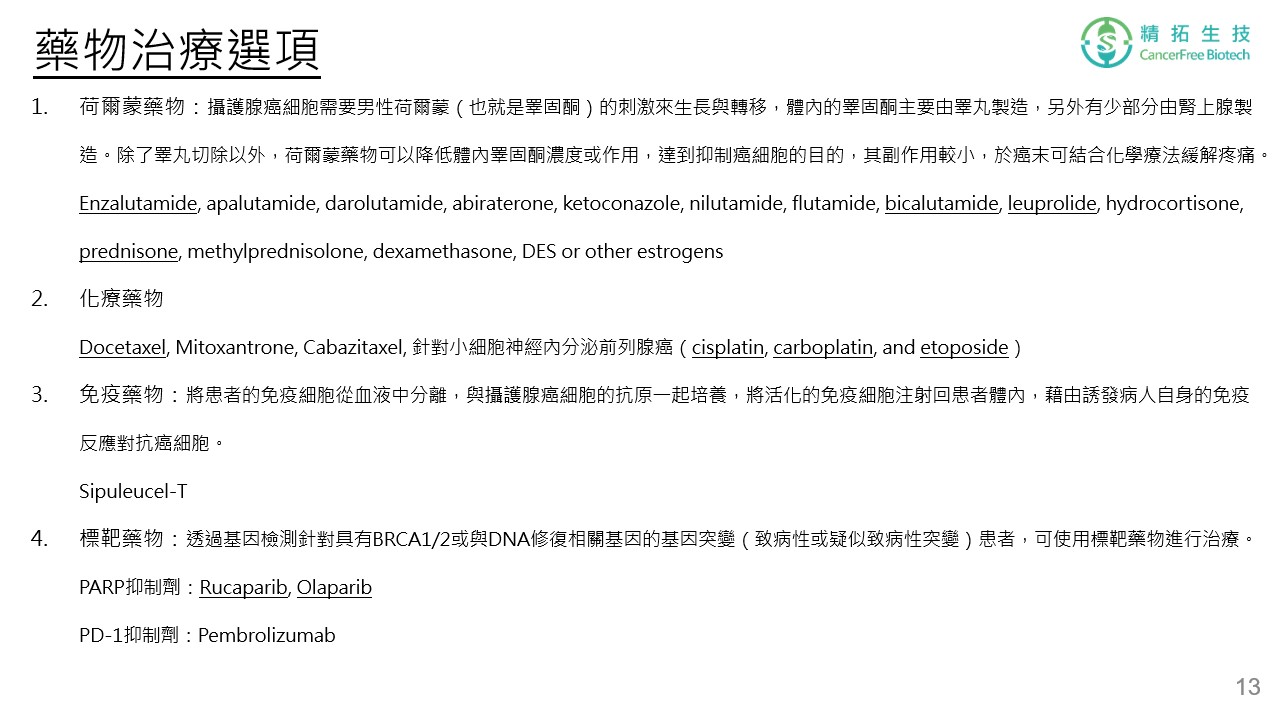 藥物治療選項
精拓生技
CancerFree Biotech
1. 荷爾蒙藥物：攝護腺癌細胞需要男性荷爾蒙（也就是睪固酮）的刺激來生長與轉移，體內的睪固酮主要由睪丸製造，另外有少部分由腎上腺製
造。除了睪丸切除以外，荷爾蒙藥物可以降低體內睪固酮濃度或作用，達到抑制癌細胞的目的，其副作用較小，於癌末可結合化學療法緩解疼痛。
Enzalutamide, apalutamide, darolutamide, abiraterone, ketoconazole, nilutamide, flutamide, bicalutamide, leuprolide, hydrocortisone,
prednisone, methylprednisolone, dexamethasone, DES or other estrogens
2. 化療藥物
Docetaxel, Mitoxantrone, Cabazitaxel, 針對小細胞神經內分泌前列腺癌（cisplatin, carboplatin, and etoposide）
3. 免疫藥物：將患者的免疫細胞從血液中分離，與攝護腺癌細胞的抗原一起培養，將活化的免疫細胞注射回患者體內，藉由誘發病人自身的免疫
反應對抗癌細胞。
Sipuleucel-T
4. 標靶藥物：透過基因檢測針對具有BRCA1/2或與DNA修復相關基因的基因突變（致病性或疑似致病性突變）患者，可使用標靶藥物進行治療。
PARP抑制劑：Rucaparib, Olaparib
PD-1抑制劑：Pembrolizumab
13